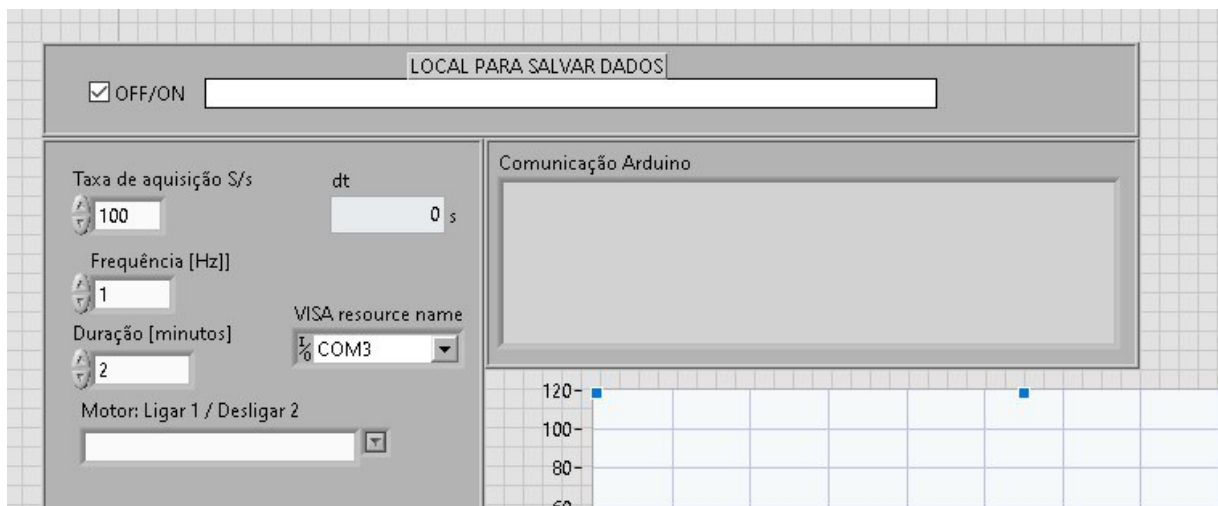 LOCAL PARA SALVAR DADOS
OFF/ON
Taxa de aquisição S/s
dt
100
0 s
Frequência [Hz]]
1
Duração [minutos]
2
VISA resource name
I/O COM3
Motor: Ligar 1 / Desligar 2
Comunicação Arduino
120
100
80
60